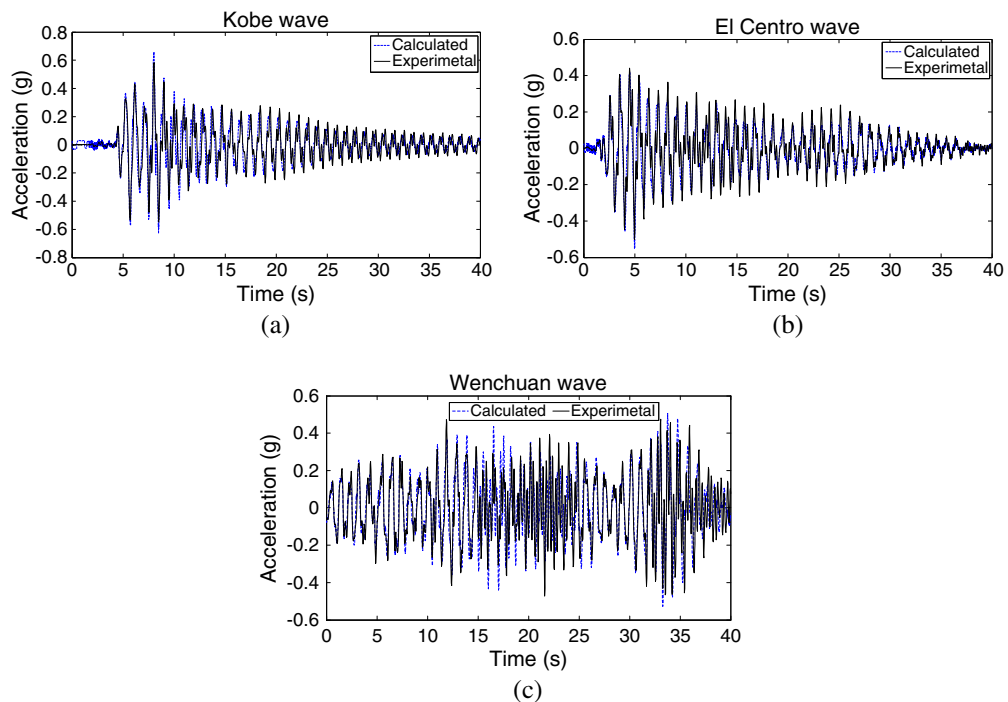 Kobe wave
0.8
0.6
0.4
0.2
0
-0.2
-0.4
-0.6
-0.8
Acceleration (g)
Calculated
Experimetal
0 5 10 15 20 25 30 35 40
Time (s)
(a)
El Centro wave
0.6
0.4
0.2
0
-0.2
-0.4
-0.6
Acceleration (g)
Calculated
Experimetal
0 5 10 15 20 25 30 35 40
Time (s)
(b)
Wenchuan wave
0.6
0.4
0.2
0
-0.2
-0.4
-0.6
Acceleration (g)
Calculated Experimetal
0 5 10 15 20 25 30 35 40
Time (s)
(c)